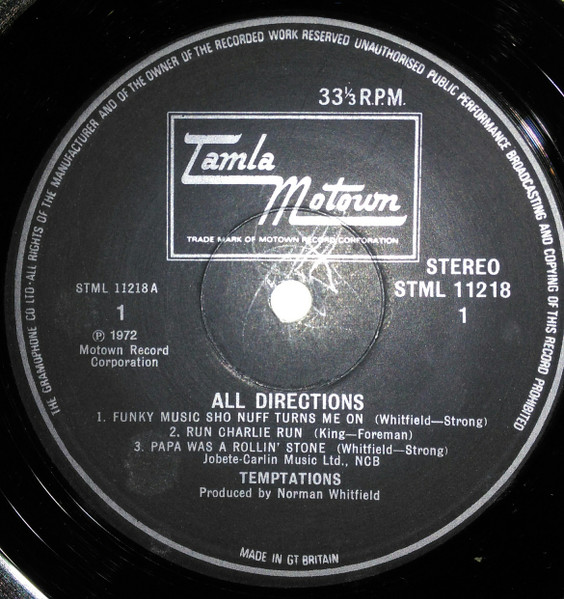 THE GRAMOPHONE CO LTD·ALL RIGHTS OF THE MANUFACTURER AND OF THE OWNER OF THE RECORDED WORK RESERVED UNAUTHORISED PUBLIC PERFORMANCE BROADCASTING AND COPYING OF THIS RECORD PROHIBITED
33⅓ R.P.M.
Tamla
Motown
TRADE MARK OF MOTOWN RECORD CORPORATION
STEREO
STML 11218
1
STML 11218A
1
℗ 1972
Motown Record
Corporation
ALL DIRECTIONS
1. FUNKY MUSIC SHO NUFF TURNS ME ON (Whitfield—Strong)
2. RUN CHARLIE RUN (King—Foreman)
3. PAPA WAS A ROLLIN' STONE (Whitfield—Strong)
Jobete-Carlin Music Ltd., NCB
TEMPTATIONS
Produced by Norman Whitfield
MADE IN GT BRITAIN